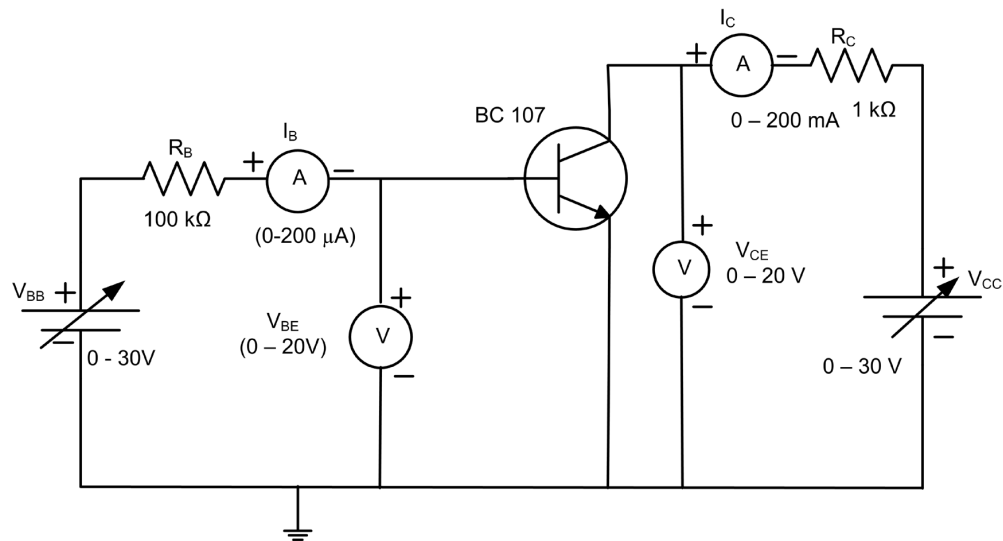 I_C
+ A − R_C
0 – 200 mA 1 kΩ
BC 107
I_B
R_B + A −
100 kΩ (0-200 μA)
V_BB +
−
0 - 30V
V_BE
(0 – 20V)
+
V
−
+
V
−
V_CE
0 – 20 V
+ V_CC
−
0 – 30 V